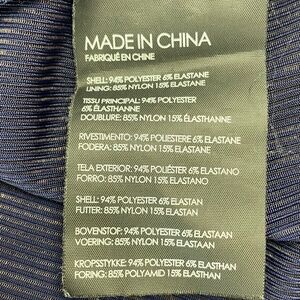 MADE IN CHINA
FABRIQUÉ EN CHINE
SHELL: 94% POLYESTER 6% ELASTANE
LINING: 85% NYLON 15% ELASTANE
TISSU PRINCIPAL: 94% POLYESTER
6% ÉLASTHANNE
DOUBLURE: 85% NYLON 15% ÉLASTHANNE
RIVESTIMENTO: 94% POLIESTERE 6% ELASTANE
FODERA: 85% NYLON 15% ELASTANE
TELA EXTERIOR: 94% POLIÉSTER 6% ELASTANO
FORRO: 85% NYLON 15% ELASTANO
SHELL: 94% POLYESTER 6% ELASTAN
FUTTER: 85% NYLON 15% ELASTAN
BOVENSTOF: 94% POLYESTER 6% ELASTAAN
VOERING: 85% NYLON 15% ELASTAAN
KROPSSTYKKE: 94% POLYESTER 6% ELASTHAN
FORING: 85% POLYAMID 15% ELASTHAN